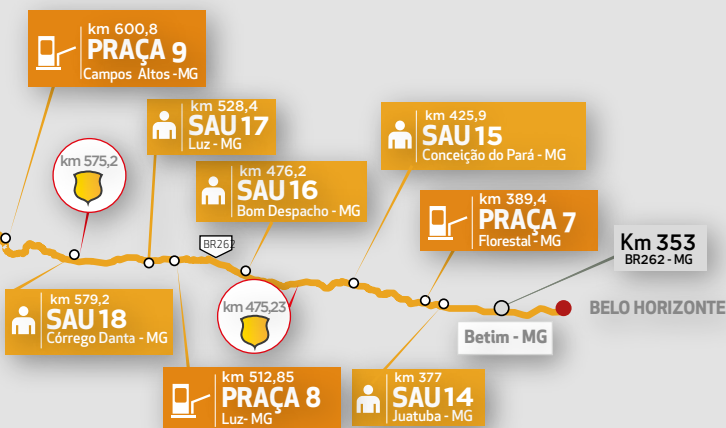 km 600,8
PRAÇA 9
Campos Altos - MG
km 528,4
SAU 17
Luz - MG
km 425,9
SAU 15
Conceição do Pará - MG
km 575,2
km 476,2
SAU 16
Bom Despacho - MG
km 389,4
PRAÇA 7
Florestal - MG
BR262
Km 353
BR262 - MG
km 579,2
SAU 18
Córrego Danta - MG
km 475,23
BELO HORIZONTE
Betim - MG
km 512,85
PRAÇA 8
Luz- MG
km 377
SAU 14
Juatuba - MG